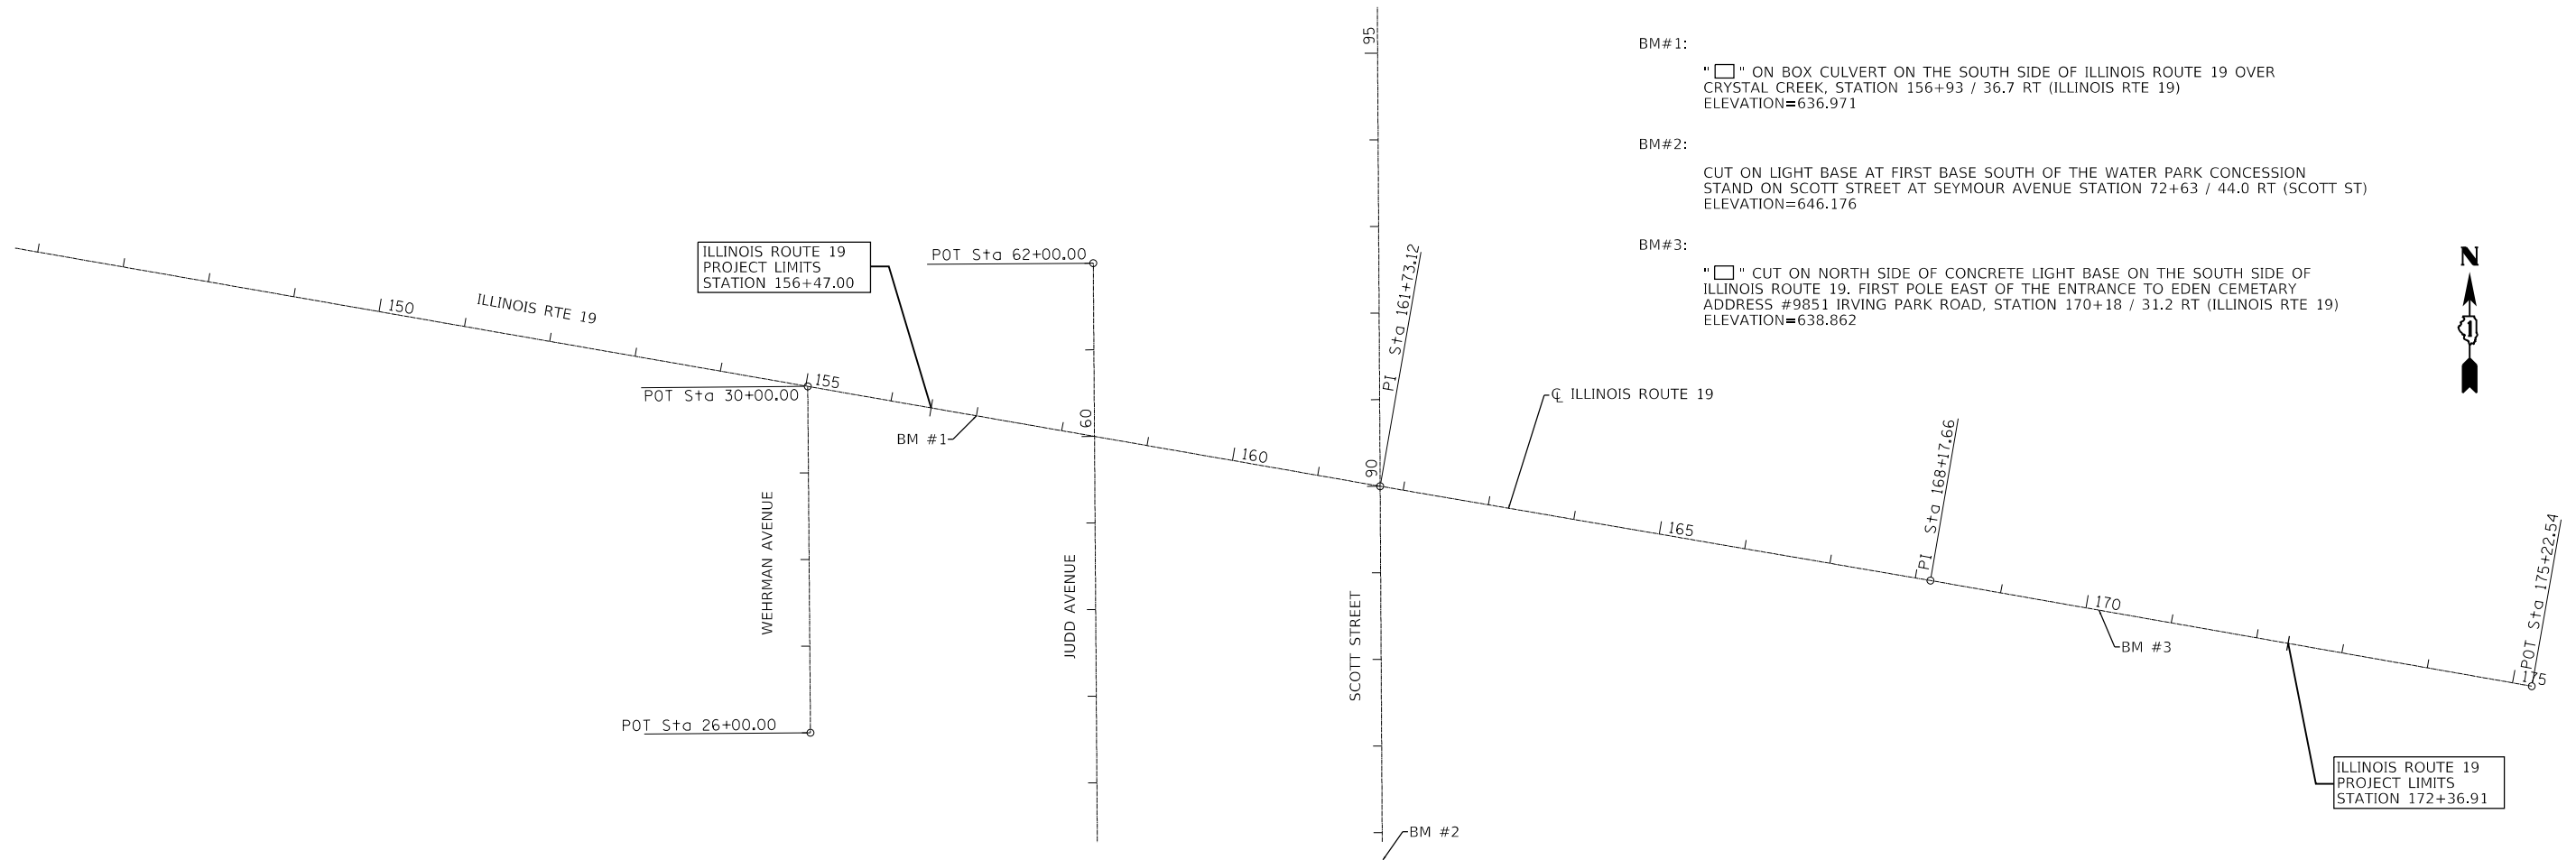 95
BM#1:
"☐" ON BOX CULVERT ON THE SOUTH SIDE OF ILLINOIS ROUTE 19 OVER
CRYSTAL CREEK, STATION 156+93 / 36.7 RT (ILLINOIS RTE 19)
ELEVATION=636.971
BM#2:
CUT ON LIGHT BASE AT FIRST BASE SOUTH OF THE WATER PARK CONCESSION
STAND ON SCOTT STREET AT SEYMOUR AVENUE STATION 72+63 / 44.0 RT (SCOTT ST)
ELEVATION=646.176
BM#3:
"☐" CUT ON NORTH SIDE OF CONCRETE LIGHT BASE ON THE SOUTH SIDE OF
ILLINOIS ROUTE 19. FIRST POLE EAST OF THE ENTRANCE TO EDEN CEMETARY
ADDRESS #9851 IRVING PARK ROAD, STATION 170+18 / 31.2 RT (ILLINOIS RTE 19)
ELEVATION=638.862
N
1
ILLINOIS ROUTE 19
PROJECT LIMITS
STATION 156+47.00
POT Sta 62+00.00
PI Sta 161+73.12
150
ILLINOIS RTE 19
155
POT Sta 30+00.00
BM #1
60
160
90
℄ ILLINOIS ROUTE 19
165
PI Sta 168+17.66
170
BM #3
175
POT Sta 175+22.54
WEHRMAN AVENUE
JUDD AVENUE
SCOTT STREET
POT Sta 26+00.00
BM #2
ILLINOIS ROUTE 19
PROJECT LIMITS
STATION 172+36.91